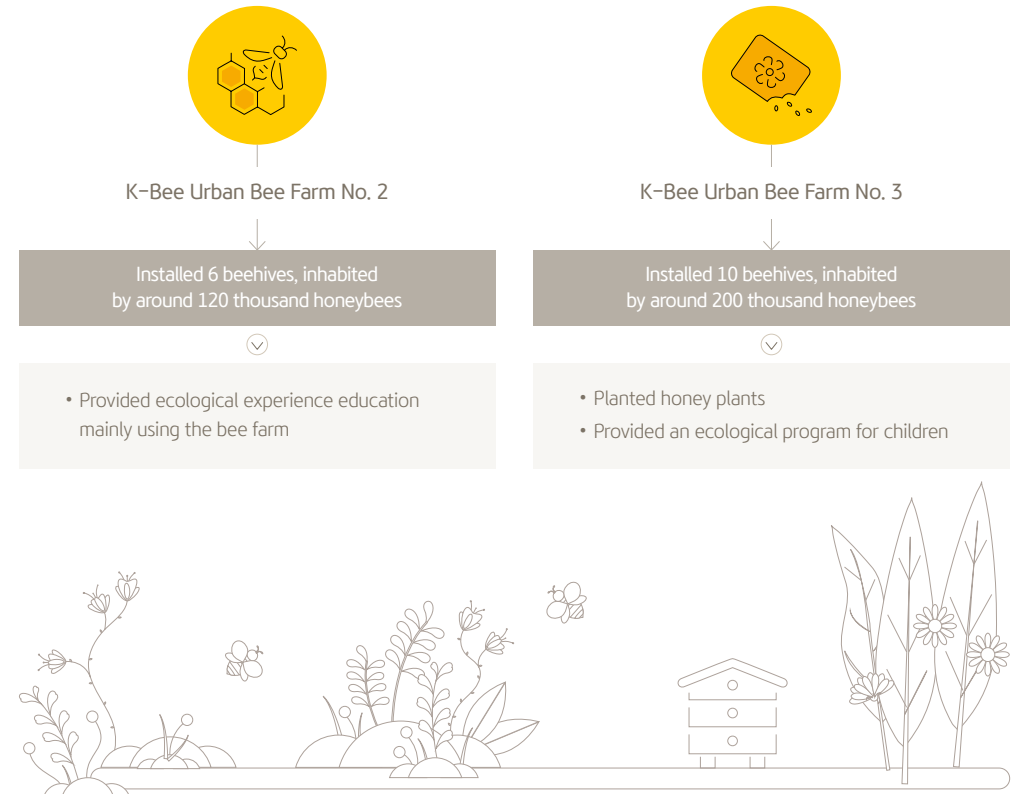 K-Bee Urban Bee Farm No. 2
Installed 6 beehives, inhabited
by around 120 thousand honeybees
• Provided ecological experience education
mainly using the bee farm
K-Bee Urban Bee Farm No. 3
Installed 10 beehives, inhabited
by around 200 thousand honeybees
• Planted honey plants
• Provided an ecological program for children